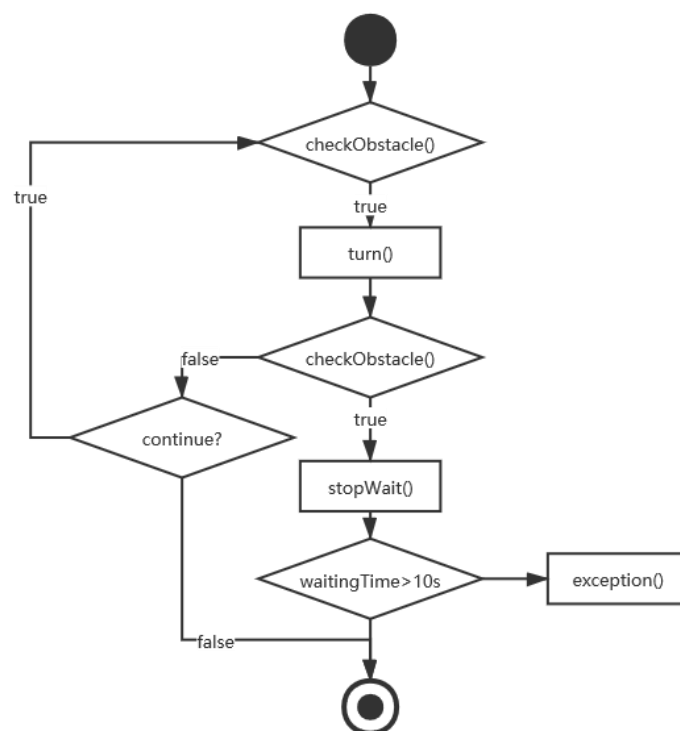 checkObstacle()
true
true
turn()
checkObstacle()
false
true
continue?
stopWait()
waitingTime>10s
exception()
false